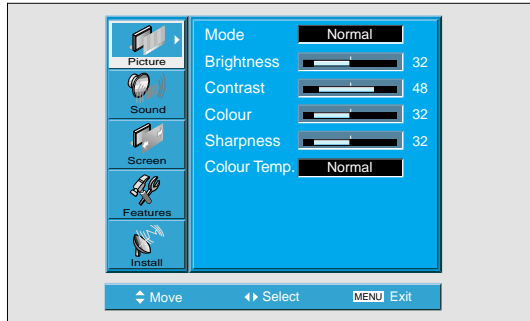 Picture
Sound
Screen
Features
Install
Mode Normal
Brightness 32
Contrast 48
Colour 32
Sharpness 32
Colour Temp. Normal
Move Select MENU Exit